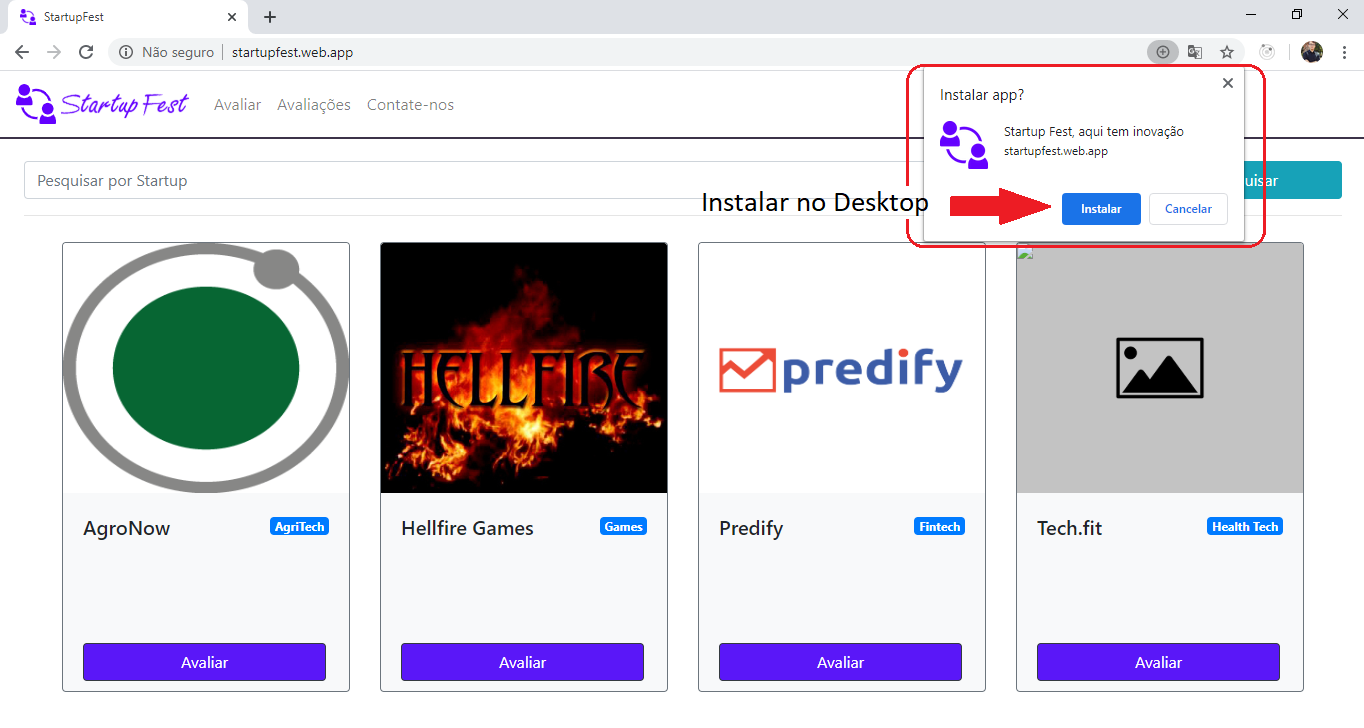 StartupFest
Não seguro
startupfest.web.app
Startup Fest
Avaliar
Avaliações
Contate-nos
Instalar app?
Startup Fest, aqui tem inovação
startupfest.web.app
Instalar
Cancelar
Pesquisar por Startup
uisar
Instalar no Desktop
HELLFIRE
predify
AgroNow
AgriTech
Hellfire Games
Games
Predify
Fintech
Tech.fit
Health Tech
Avaliar
Avaliar
Avaliar
Avaliar